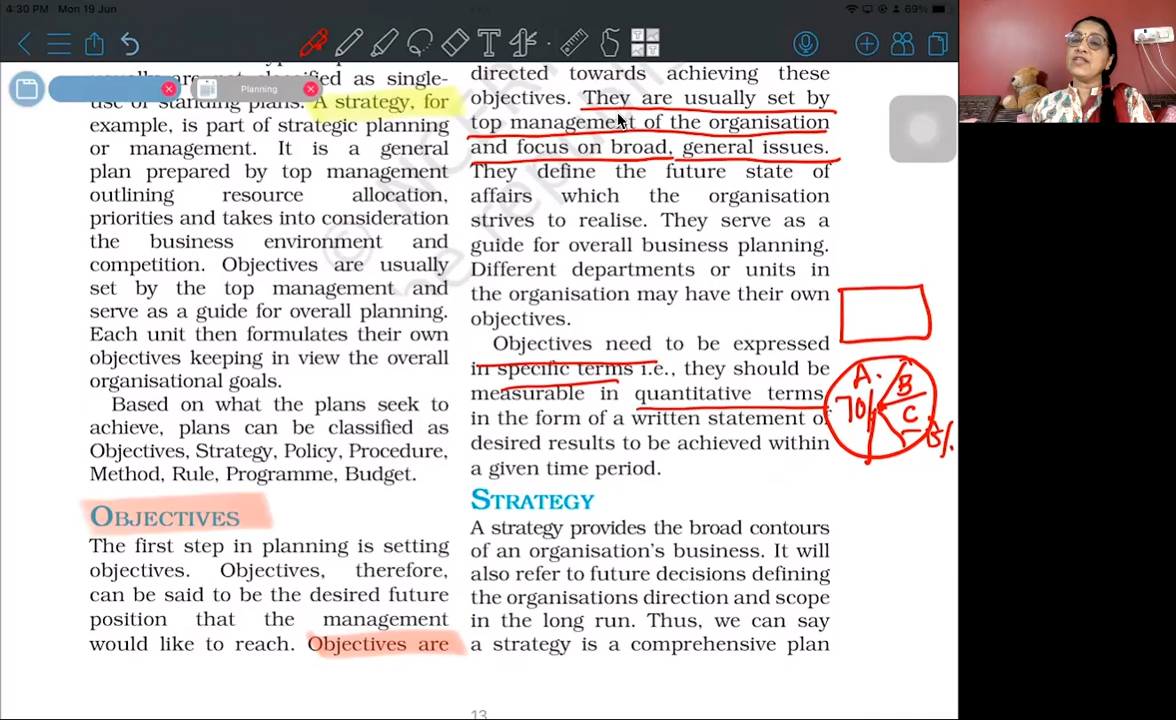 4:30 PM Mon 19 Jun
69%
Planning
use or standing plans. A strategy, for
example, is part of strategic planning
or management. It is a general
plan prepared by top management
outlining resource allocation,
priorities and takes into consideration
the business environment and
competition. Objectives are usually
set by the top management and
serve as a guide for overall planning.
Each unit then formulates their own
objectives keeping in view the overall
organisational goals.
Based on what the plans seek to
achieve, plans can be classified as
Objectives, Strategy, Policy, Procedure,
Method, Rule, Programme, Budget.
OBJECTIVES
The first step in planning is setting
objectives. Objectives, therefore,
can be said to be the desired future
position that the management
would like to reach. Objectives are
directed towards achieving these
objectives. They are usually set by
top management of the organisation
and focus on broad, general issues.
They define the future state of
affairs which the organisation
strives to realise. They serve as a
guide for overall business planning.
Different departments or units in
the organisation may have their own
objectives.
Objectives need to be expressed
in specific terms i.e., they should be
measurable in quantitative terms
in the form of a written statement of
desired results to be achieved within
a given time period.
STRATEGY
A strategy provides the broad contours
of an organisation's business. It will
also refer to future decisions defining
the organisations direction and scope
in the long run. Thus, we can say
a strategy is a comprehensive plan
A
B
C
13